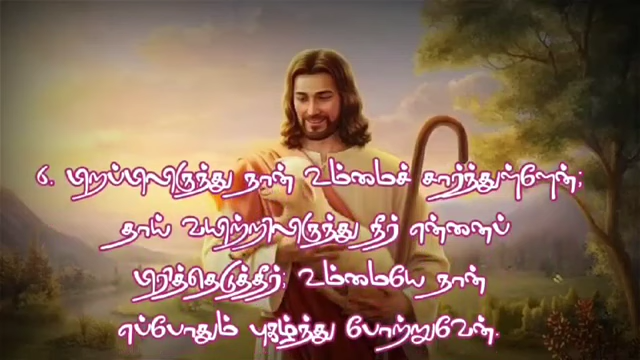 6. பிறப்பிலிருந்து நான் உம்மைச் சார்ந்துள்ளேன்;
தாய் வயிற்றிலிருந்து நீர் என்னைப்
பிரித்கெடுத்தீர்; உம்மையே நான்
எப்போதும் புகழ்ந்து போற்றுவேன்.